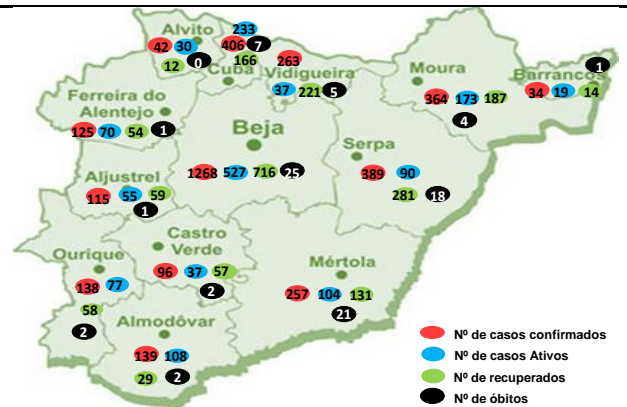 233
Alvito
42 30 406 7
12 0 166 263
Cuba Vidigueira
37 221 5
Moura
364 173 187
4
1
Barrancos
34 19 14
Ferreira do
Alentejo
125 70 54 1
Beja
1268 527 716 25
Serpa
389 90
281 18
Aljustrel
115 55 59
1
Castro
Verde
96 37 57
2
Ourique
138 77
58
2
Mértola
257 104 131
21
Almodôvar
139 108
29 2
Nº de casos confirmados
Nº de casos Ativos
Nº de recuperados
Nº de óbitos